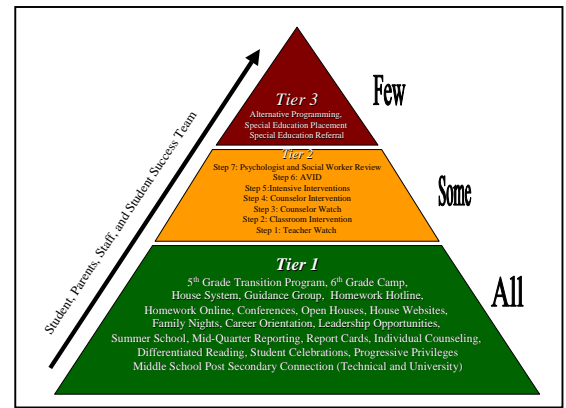 Tier 3
Alternative Programming,
Special Education Placement
Special Education Referral
Few
Tier 2
Step 7: Psychologist and Social Worker Review
Step 6: AVID
Step 5:Intensive Interventions
Step 4: Counselor Intervention
Step 3: Counselor Watch
Step 2: Classroom Intervention
Step 1: Teacher Watch
Some
Tier 1
5th Grade Transition Program, 6th Grade Camp,
House System, Guidance Group, Homework Hotline,
Homework Online, Conferences, Open Houses, House Websites,
Family Nights, Career Orientation, Leadership Opportunities,
Summer School, Mid-Quarter Reporting, Report Cards, Individual Counseling,
Differentiated Reading, Student Celebrations, Progressive Privileges
Middle School Post Secondary Connection (Technical and University)
All
Student, Parents, Staff, and Student Success Team